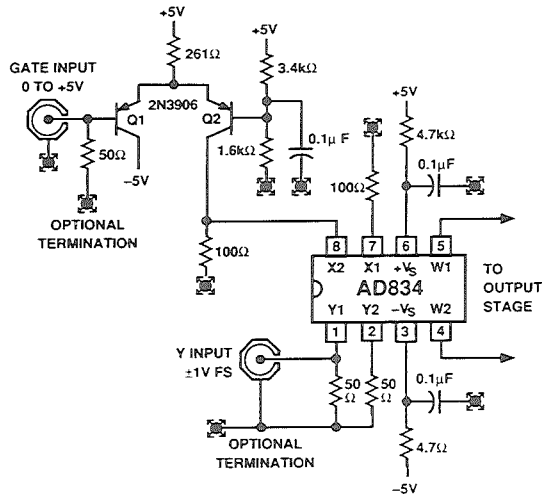 +5V
+5V
261Ω
3.4kΩ
GATE INPUT
0 TO +5V
+5V
2N3906
Q1
Q2
4.7kΩ
0.1μ F
0.1μF
50Ω
1.6kΩ
–5V
100Ω
OPTIONAL
TERMINATION
100Ω
8 7 6 5
X2 X1 +VS W1
AD834
TO
OUTPUT
STAGE
Y1 Y2 –VS W2
1 2 3 4
Y INPUT
±1V FS
50
Ω
50
Ω
0.1μF
OPTIONAL
TERMINATION
4.7Ω
–5V